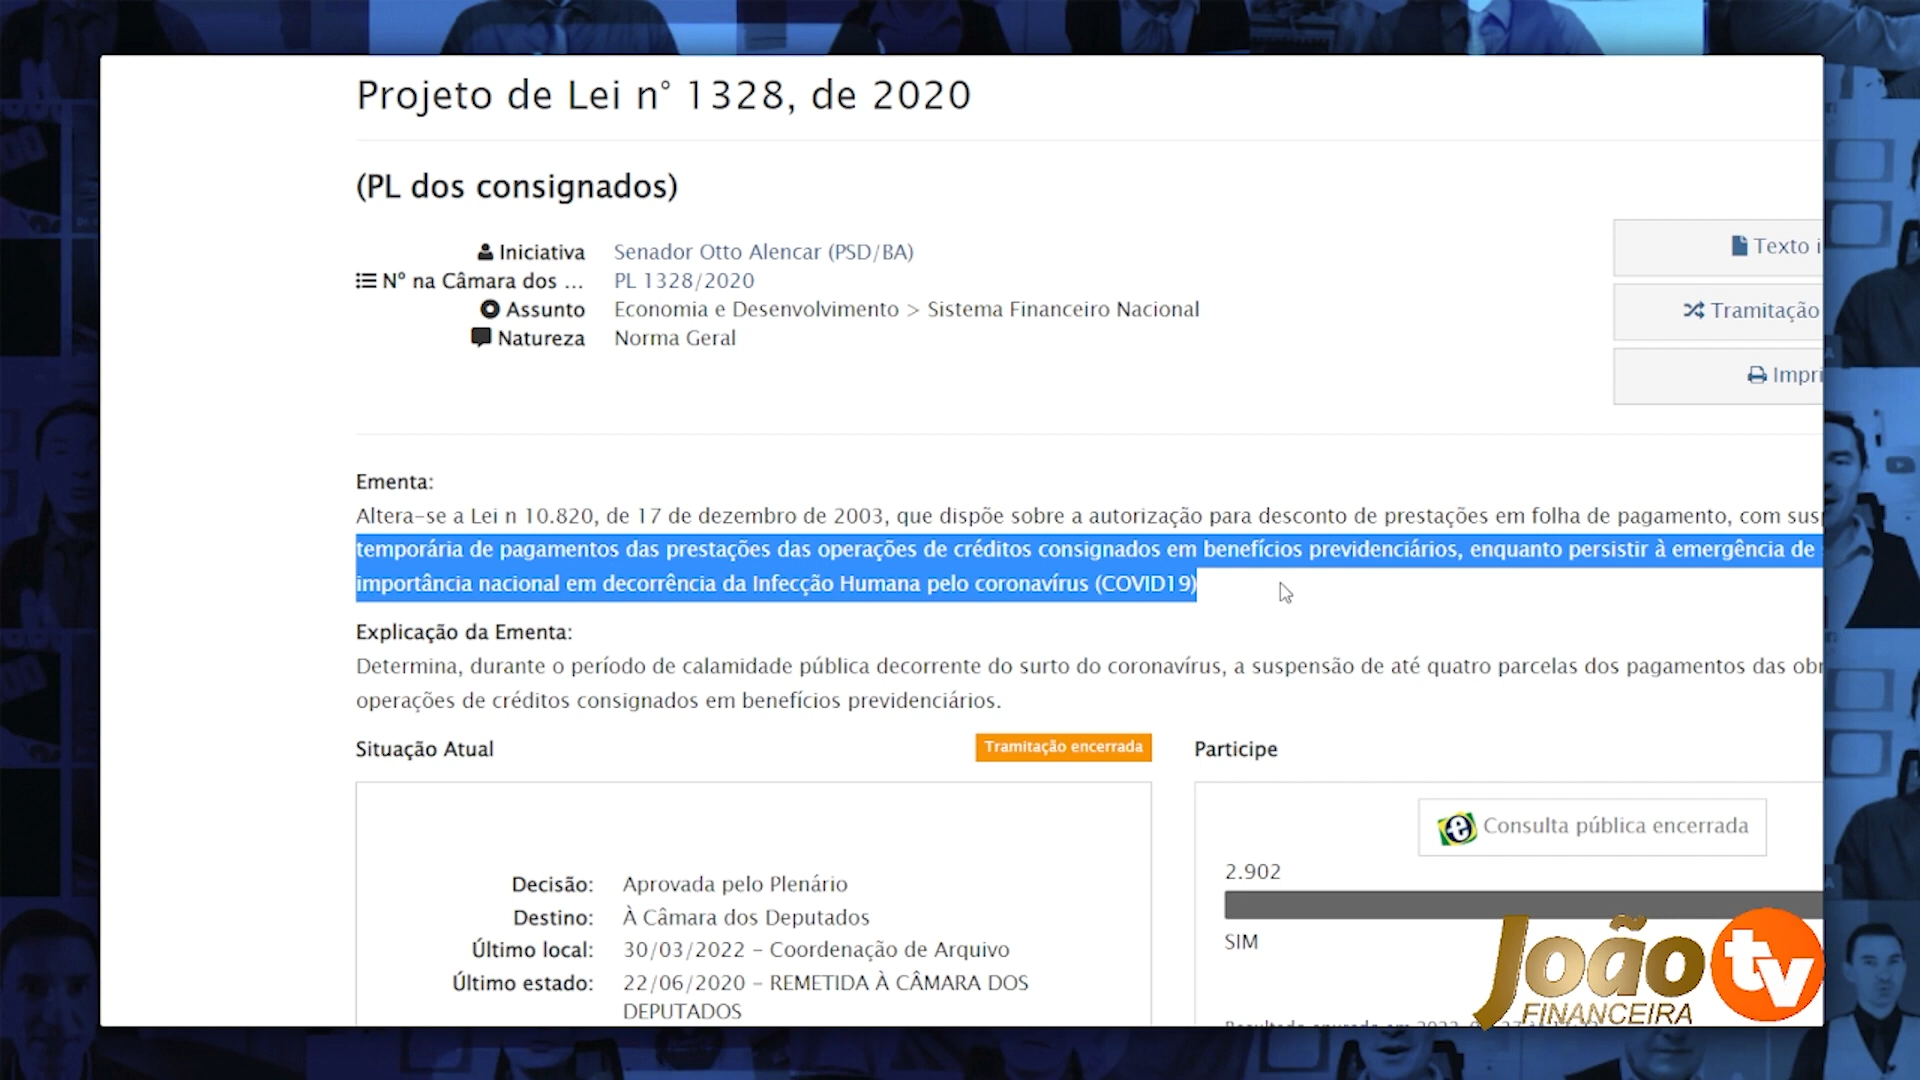 Projeto de Lei n° 1328, de 2020
(PL dos consignados)
Iniciativa Senador Otto Alencar (PSD/BA)
Nº na Câmara dos ... PL 1328/2020
Assunto Economia e Desenvolvimento > Sistema Financeiro Nacional
Natureza Norma Geral
Texto
Tramitação
Ementa:
Altera-se a Lei n 10.820, de 17 de dezembro de 2003, que dispõe sobre a autorização para desconto de prestações em folha de pagamento, com
temporária de pagamentos das prestações das operações de créditos consignados em benefícios previdenciários, enquanto persistir à emergência de
importância nacional em decorrência da Infecção Humana pelo coronavírus (COVID19)
Explicação da Ementa:
Determina, durante o período de calamidade pública decorrente do surto do coronavírus, a suspensão de até quatro parcelas dos pagamentos das
operações de créditos consignados em benefícios previdenciários.
Situação Atual
Tramitação encerrada
Decisão: Aprovada pelo Plenário
Destino: À Câmara dos Deputados
Último local: 30/03/2022 - Coordenação de Arquivo
Último estado: 22/06/2020 - REMETIDA À CÂMARA DOS
DEPUTADOS
Participe
Consulta pública encerrada
2.902
SIM
João
FINANCEIRA
tv